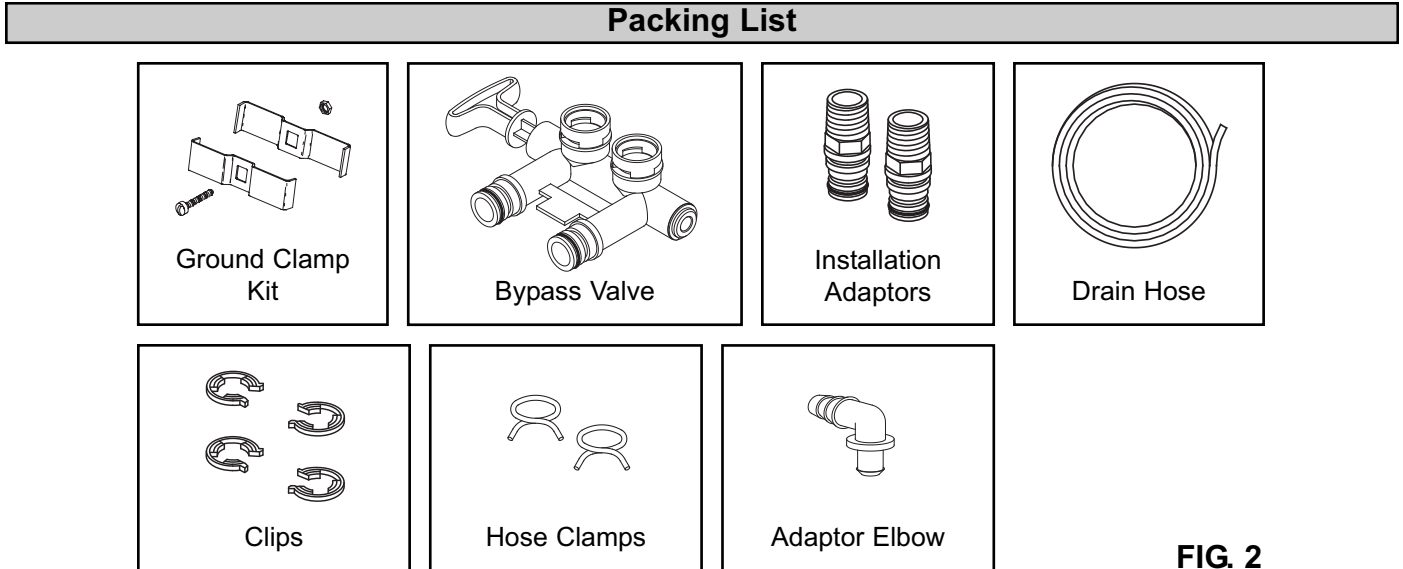 Packing List
Ground Clamp
Kit
Bypass Valve
Installation
Adaptors
Drain Hose
Clips
Hose Clamps
Adaptor Elbow
FIG. 2